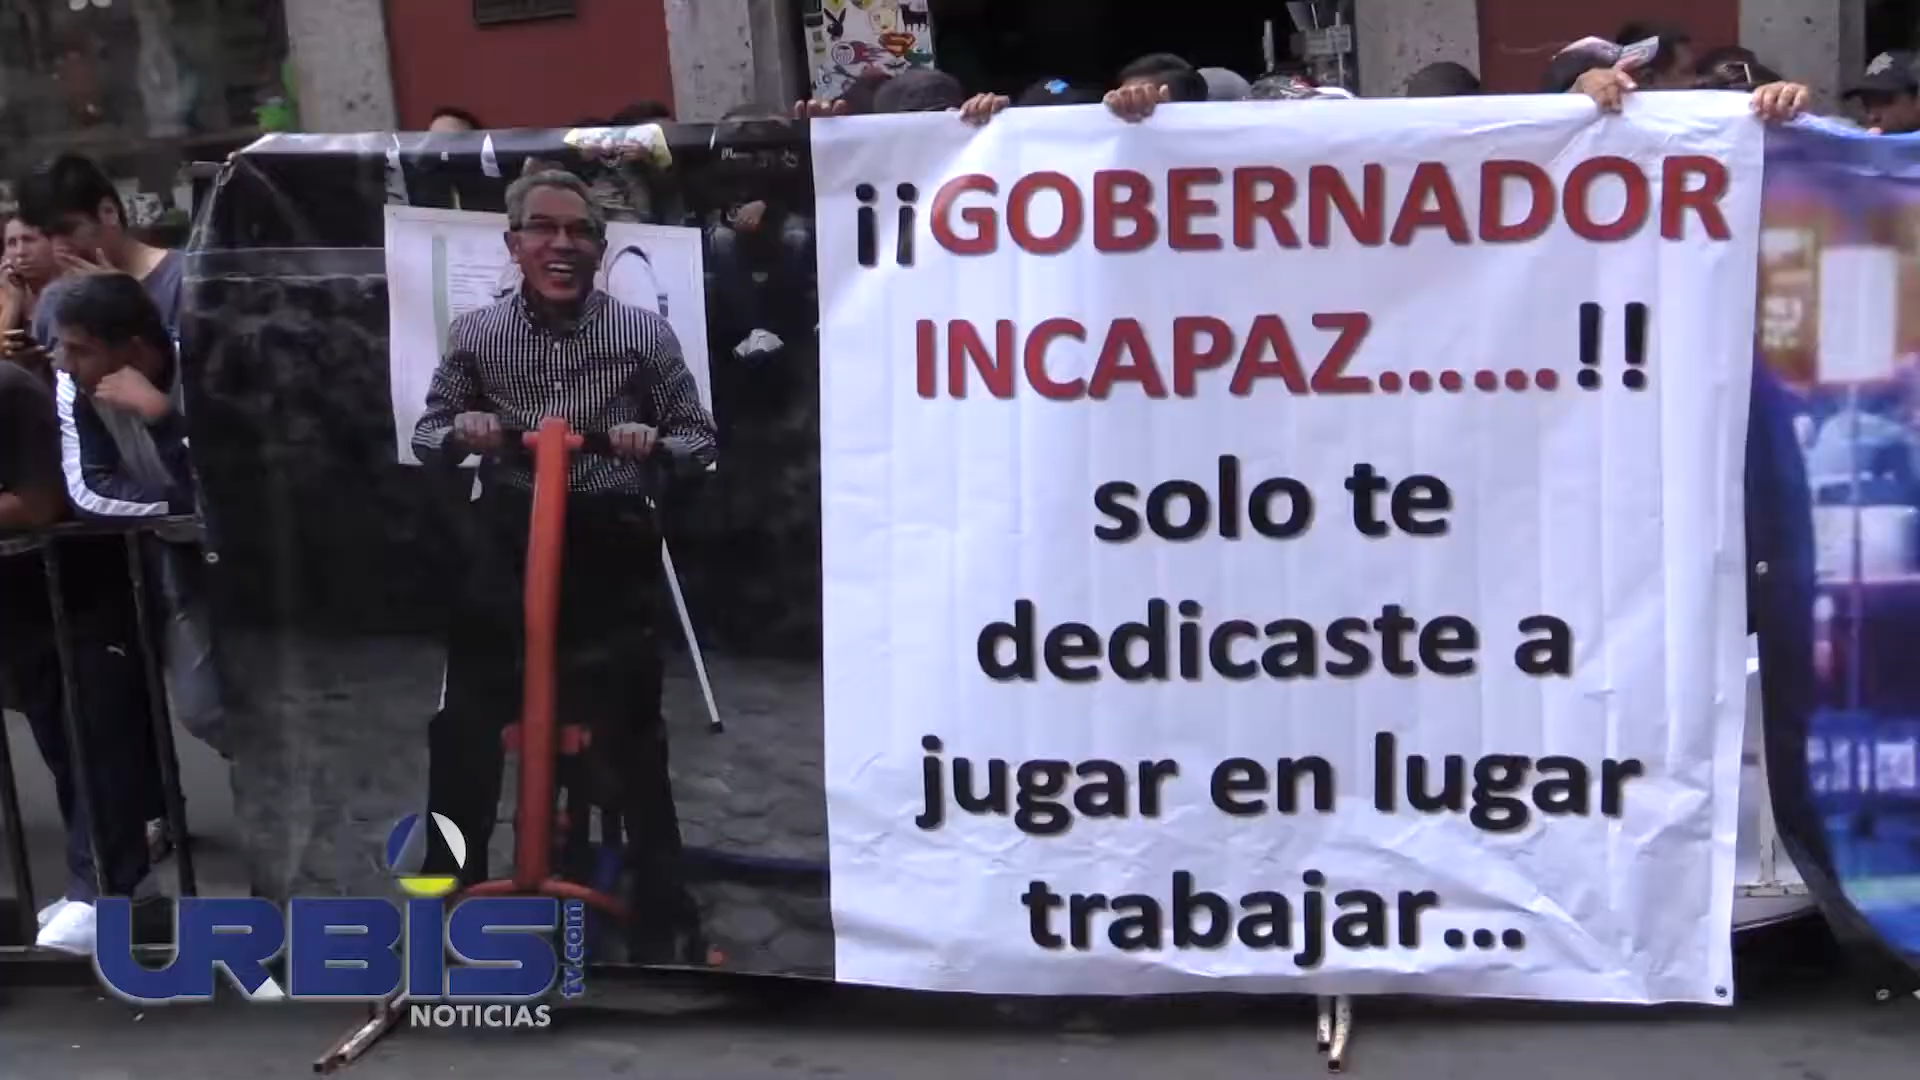 ¡¡GOBERNADOR
INCAPAZ......!!
solo te
dedicaste a
jugar en lugar
trabajar...
URBIS
tv.com
NOTICIAS